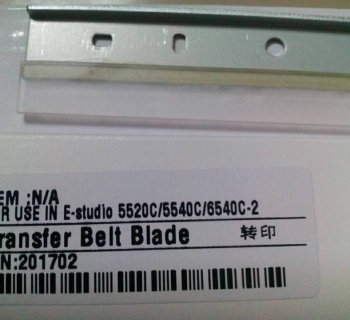 EM :N/A
R USE IN E-studio 5520C/5540C/6540C-2
ransfer Belt Blade 转印
N:201702